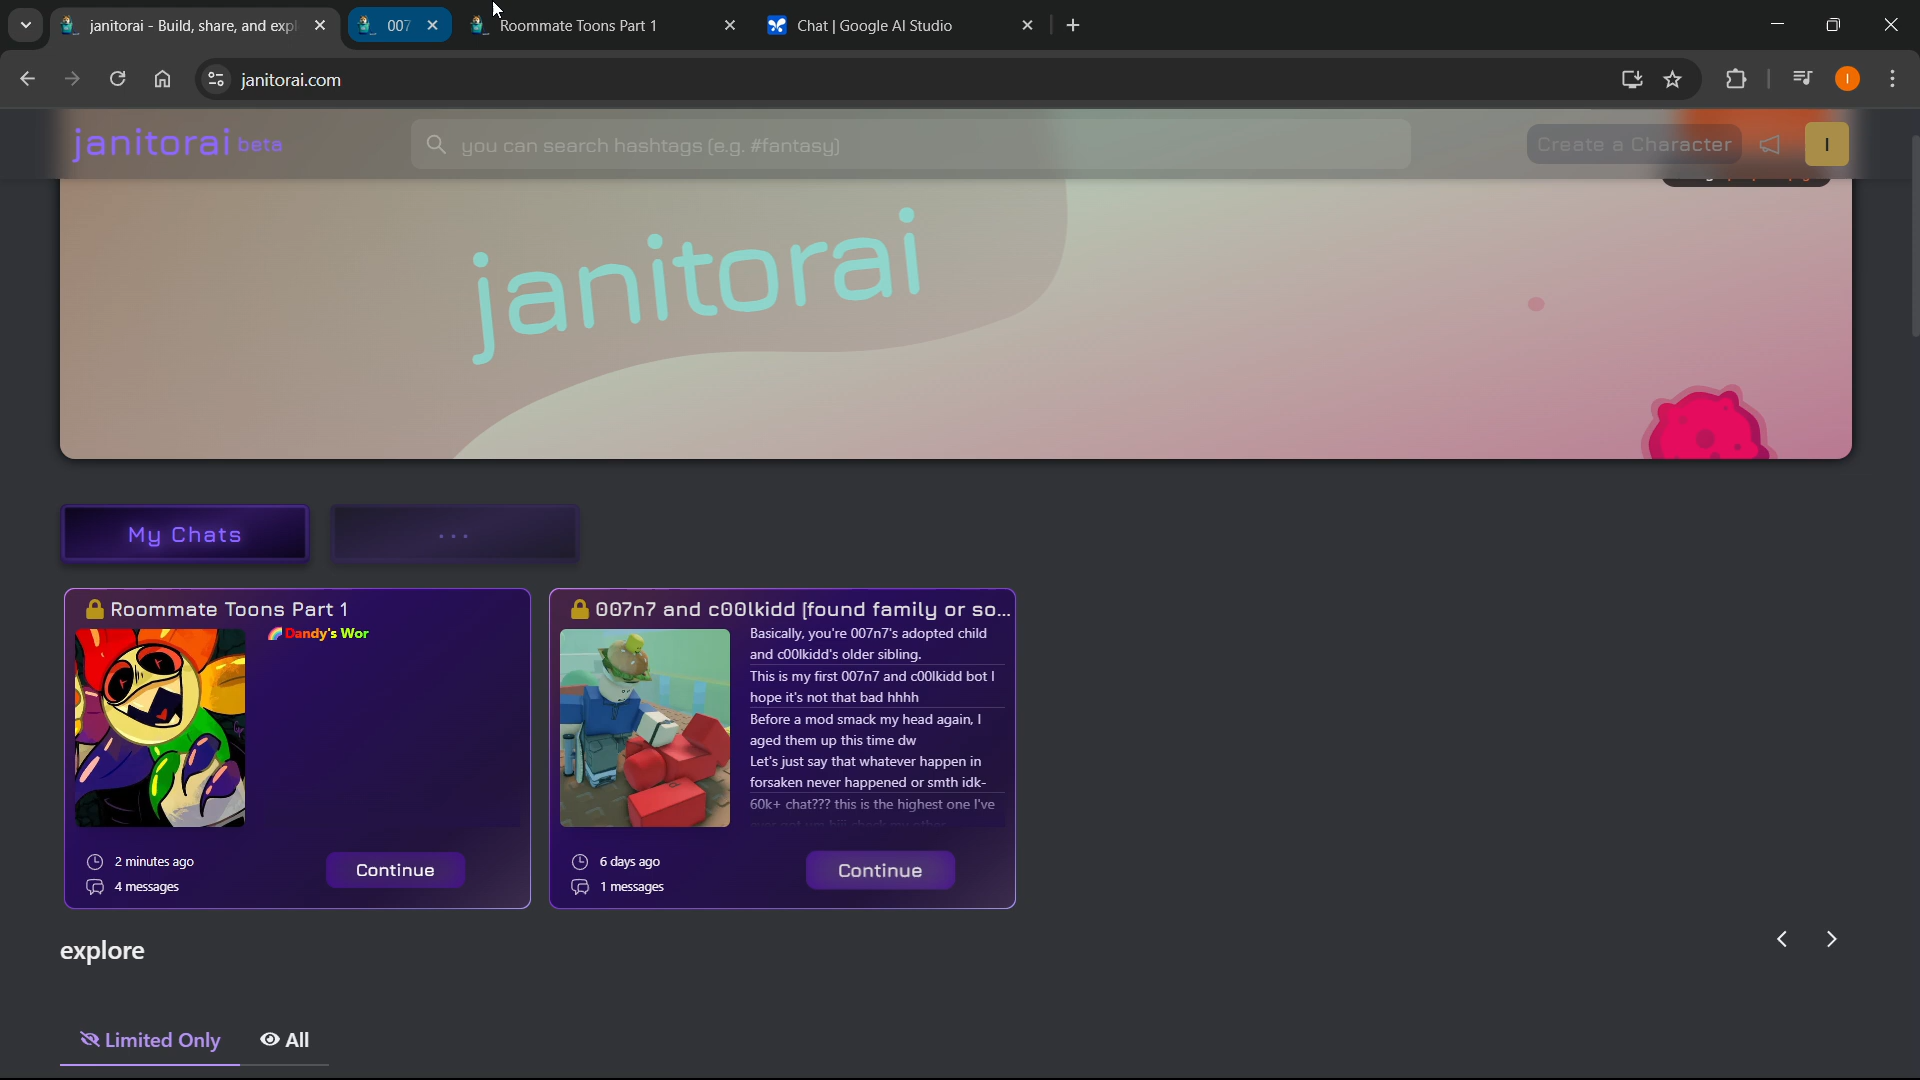 janitorai - Build, share, and expl
007
Roommate Toons Part 1
Chat | Google AI Studio
janitorai.com
I
janitorai beta
you can search hashtags (e.g. #fantasy)
Create a Character
I
janitorai
My Chats
...
Roommate Toons Part 1
Dandy's Wor
2 minutes ago
4 messages
Continue
007n7 and c00lkidd [found family or so...
Basically, you're 007n7's adopted child
and c00lkidd's older sibling.
This is my first 007n7 and c00lkidd bot I
hope it's not that bad hhhh
Before a mod smack my head again, I
aged them up this time dw
Let's just say that whatever happen in
forsaken never happened or smth idk-
60k+ chat??? this is the highest one I've
6 days ago
1 messages
Continue
explore
Limited Only
All